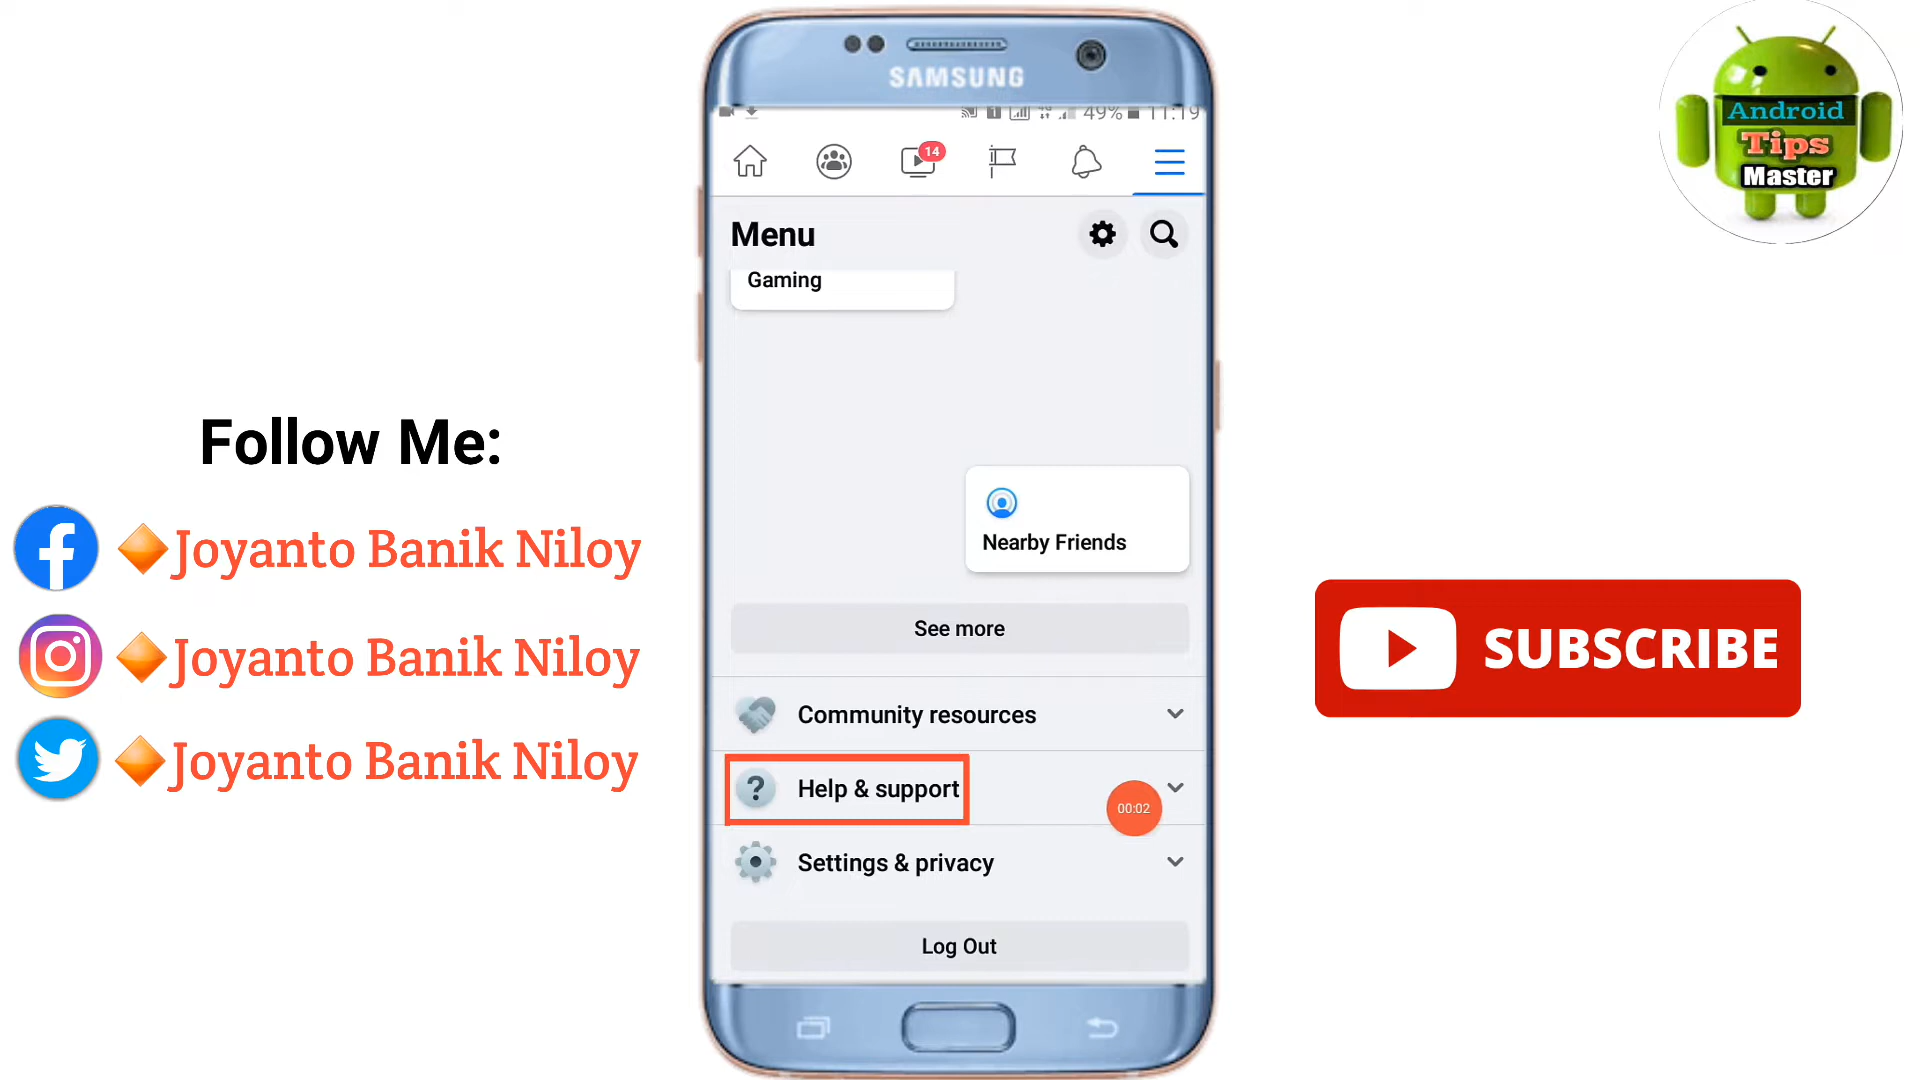 SAMSUNG
49% 11:19
14
Menu
Gaming
Nearby Friends
See more
Community resources
Help & support
00:02
Settings & privacy
Log Out
Follow Me:
Joyanto Banik Niloy
Joyanto Banik Niloy
Joyanto Banik Niloy
Android
Tips
Master
SUBSCRIBE